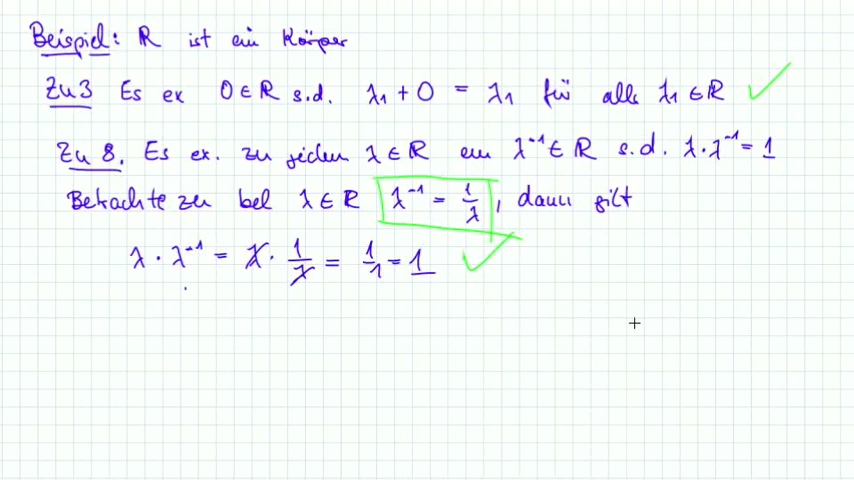 Beispiel: ℝ ist ein Körper
Zu 3 Es ex 0 ∈ ℝ s.d. λ₁ + 0 = λ₁ für alle λ₁ ∈ ℝ ✓
Zu 8. Es ex. zu jedem λ ∈ ℝ ein λ⁻¹ ∈ ℝ s.d. λ · λ⁻¹ = 1
Betrachte zu bel λ ∈ ℝ λ⁻¹ = 1/λ, dann gilt
λ · λ⁻¹ = λ · 1/λ = 1/1 = 1 ✓